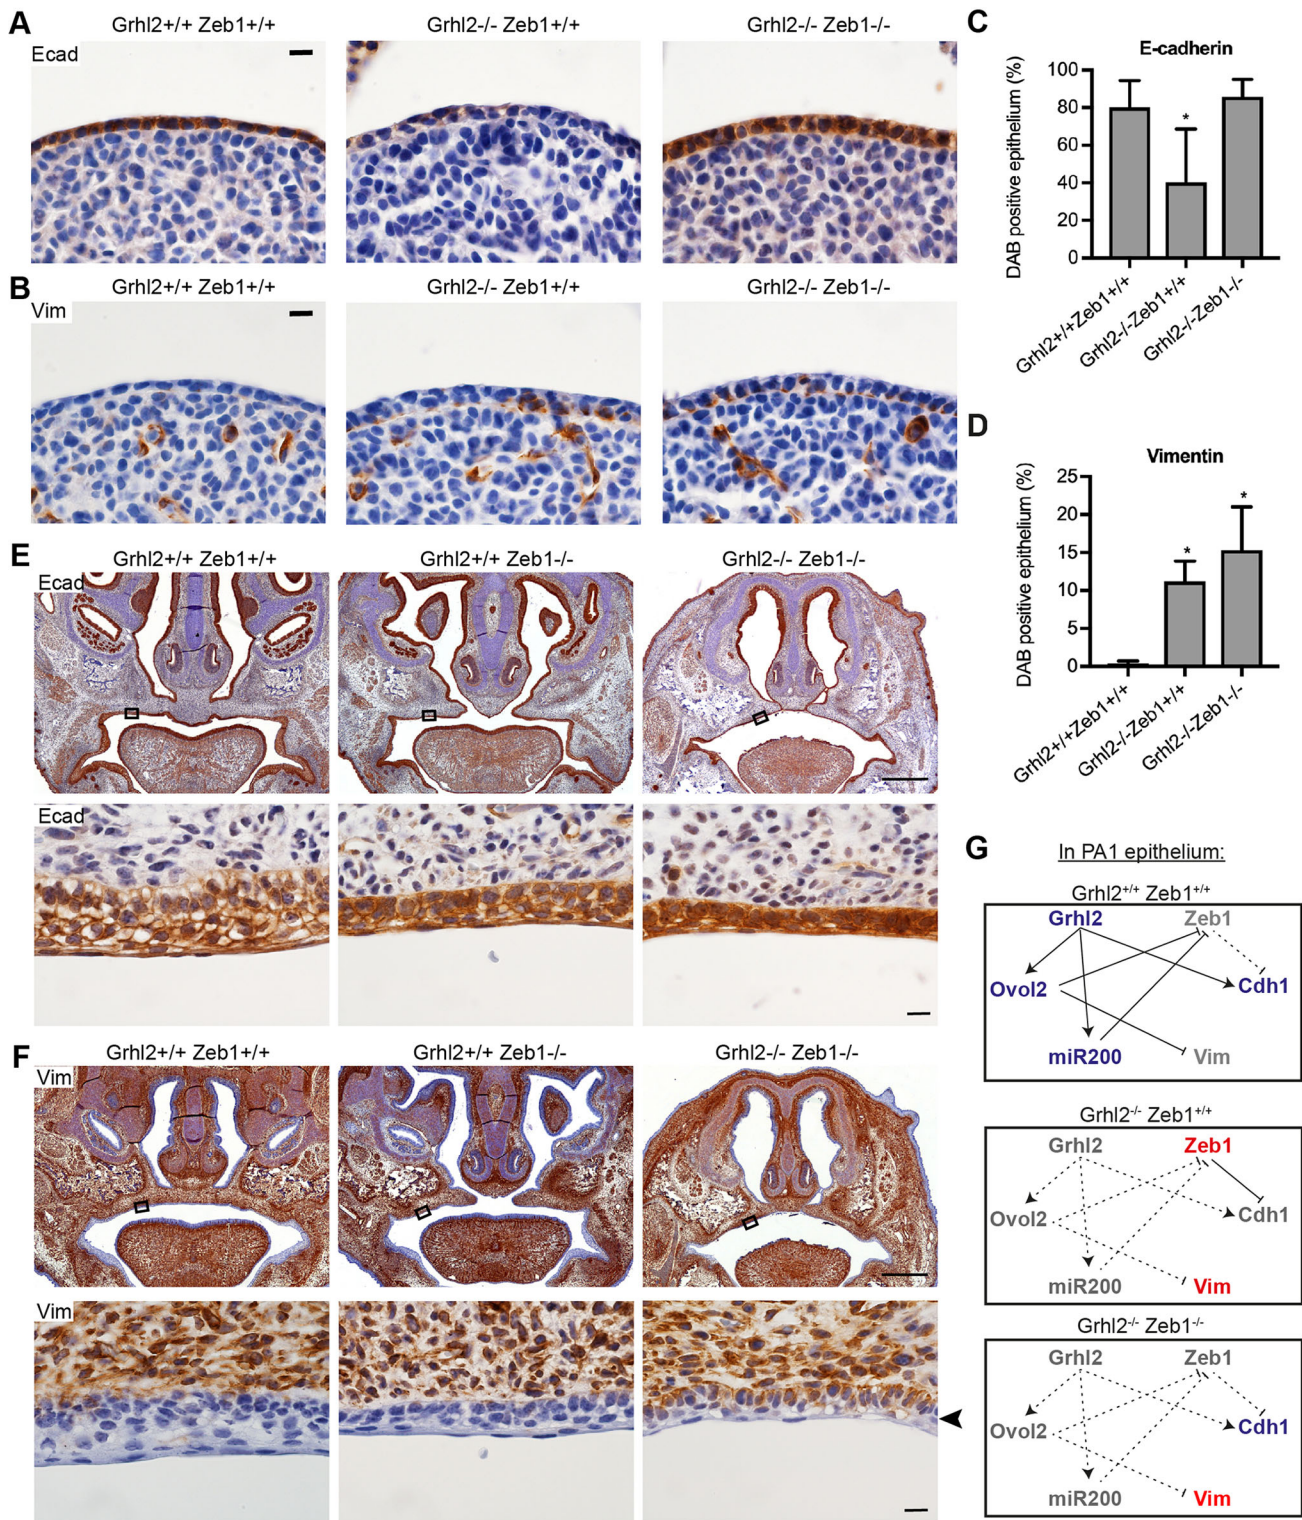 A
Grhl2+/+ Zeb1+/+
Grhl2-/- Zeb1+/+
Grhl2-/- Zeb1-/-
Ecad
B
Grhl2+/+ Zeb1+/+
Grhl2-/- Zeb1+/+
Grhl2-/- Zeb1-/-
Vim
C
E-cadherin
DAB positive epithelium (%)
100
80
60
40
20
0
*
Grhl2+/+Zeb1+/+
Grhl2-/-Zeb1+/+
Grhl2-/-Zeb1-/-
D
Vimentin
DAB positive epithelium (%)
25
20
15
10
5
0
*
*
Grhl2+/+Zeb1+/+
Grhl2-/-Zeb1+/+
Grhl2-/-Zeb1-/-
E
Grhl2+/+ Zeb1+/+
Grhl2+/+ Zeb1-/-
Grhl2-/- Zeb1-/-
Ecad
Ecad
F
Grhl2+/+ Zeb1+/+
Grhl2+/+ Zeb1-/-
Grhl2-/- Zeb1-/-
Vim
Vim
G
In PA1 epithelium:
Grhl2+/+ Zeb1+/+
Grhl2 Zeb1
Ovol2 Cdh1
miR200 Vim
Grhl2-/- Zeb1+/+
Grhl2 Zeb1
Ovol2 Cdh1
miR200 Vim
Grhl2-/- Zeb1-/-
Grhl2 Zeb1
Ovol2 Cdh1
miR200 Vim